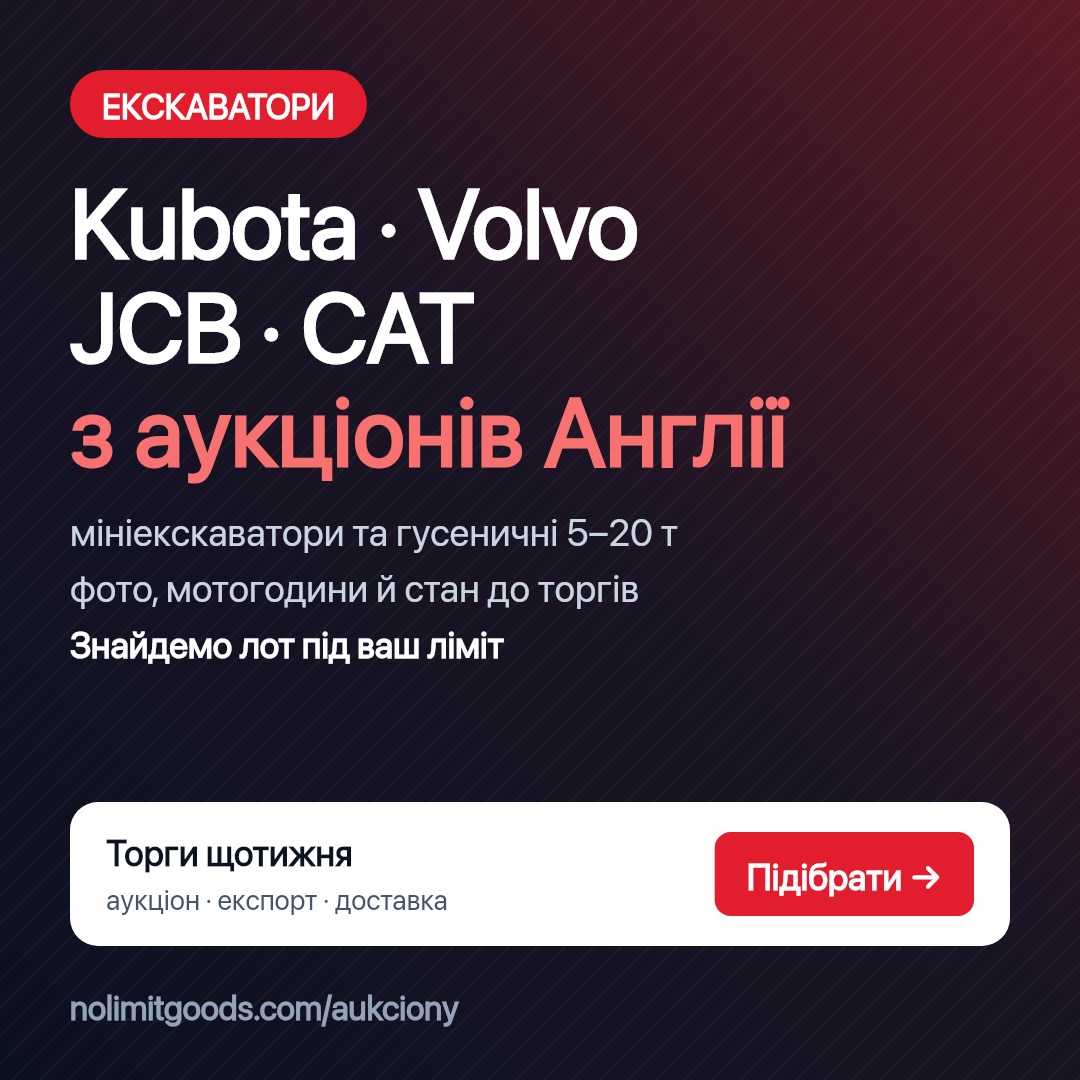 ЕКСКАВАТОРИ
Kubota · Volvo
JCB · CAT
з аукціонів Англії
мініекскаватори та гусеничні 5–20 т
фото, мотогодини й стан до торгів
Знайдемо лот під ваш ліміт
Торги щотижня
аукціон · експорт · доставка
Підібрати →
nolimitgoods.com/aukciony